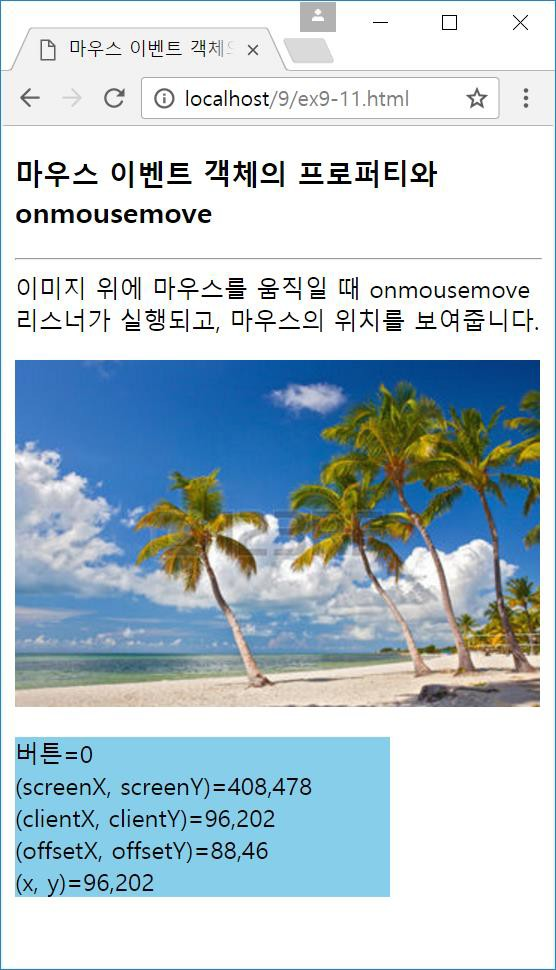 마우스 이벤트 객체의
localhost/9/ex9-11.html
마우스 이벤트 객체의 프로퍼티와
onmousemove
이미지 위에 마우스를 움직일 때 onmousemove
리스너가 실행되고, 마우스의 위치를 보여줍니다.
버튼=0
(screenX, screenY)=408,478
(clientX, clientY)=96,202
(offsetX, offsetY)=88,46
(x, y)=96,202